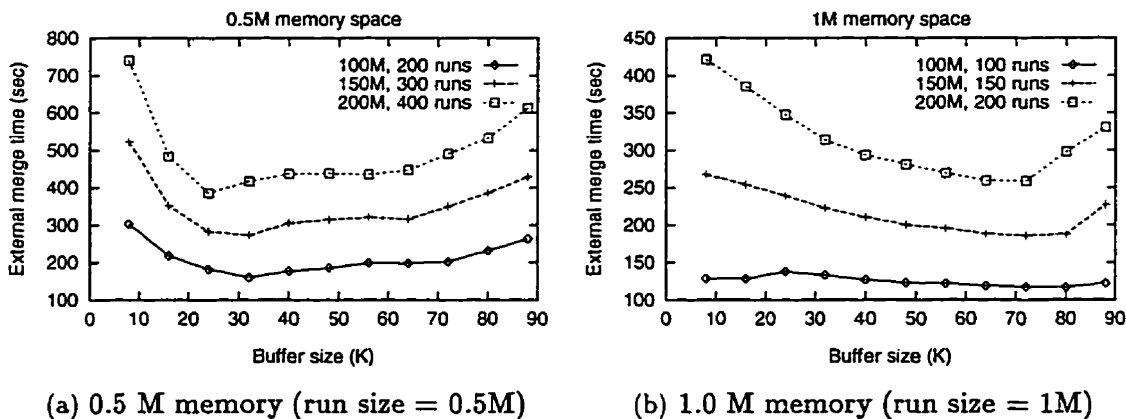 0.5M memory space
800
700
600
500
400
300
200
100
External merge time (sec)
100M, 200 runs
150M, 300 runs
200M, 400 runs
0 10 20 30 40 50 60 70 80 90
Buffer size (K)
(a) 0.5 M memory (run size = 0.5M)
1M memory space
450
400
350
300
250
200
150
100
External merge time (sec)
100M, 100 runs
150M, 150 runs
200M, 200 runs
0 10 20 30 40 50 60 70 80 90
Buffer size (K)
(b) 1.0 M memory (run size = 1M)